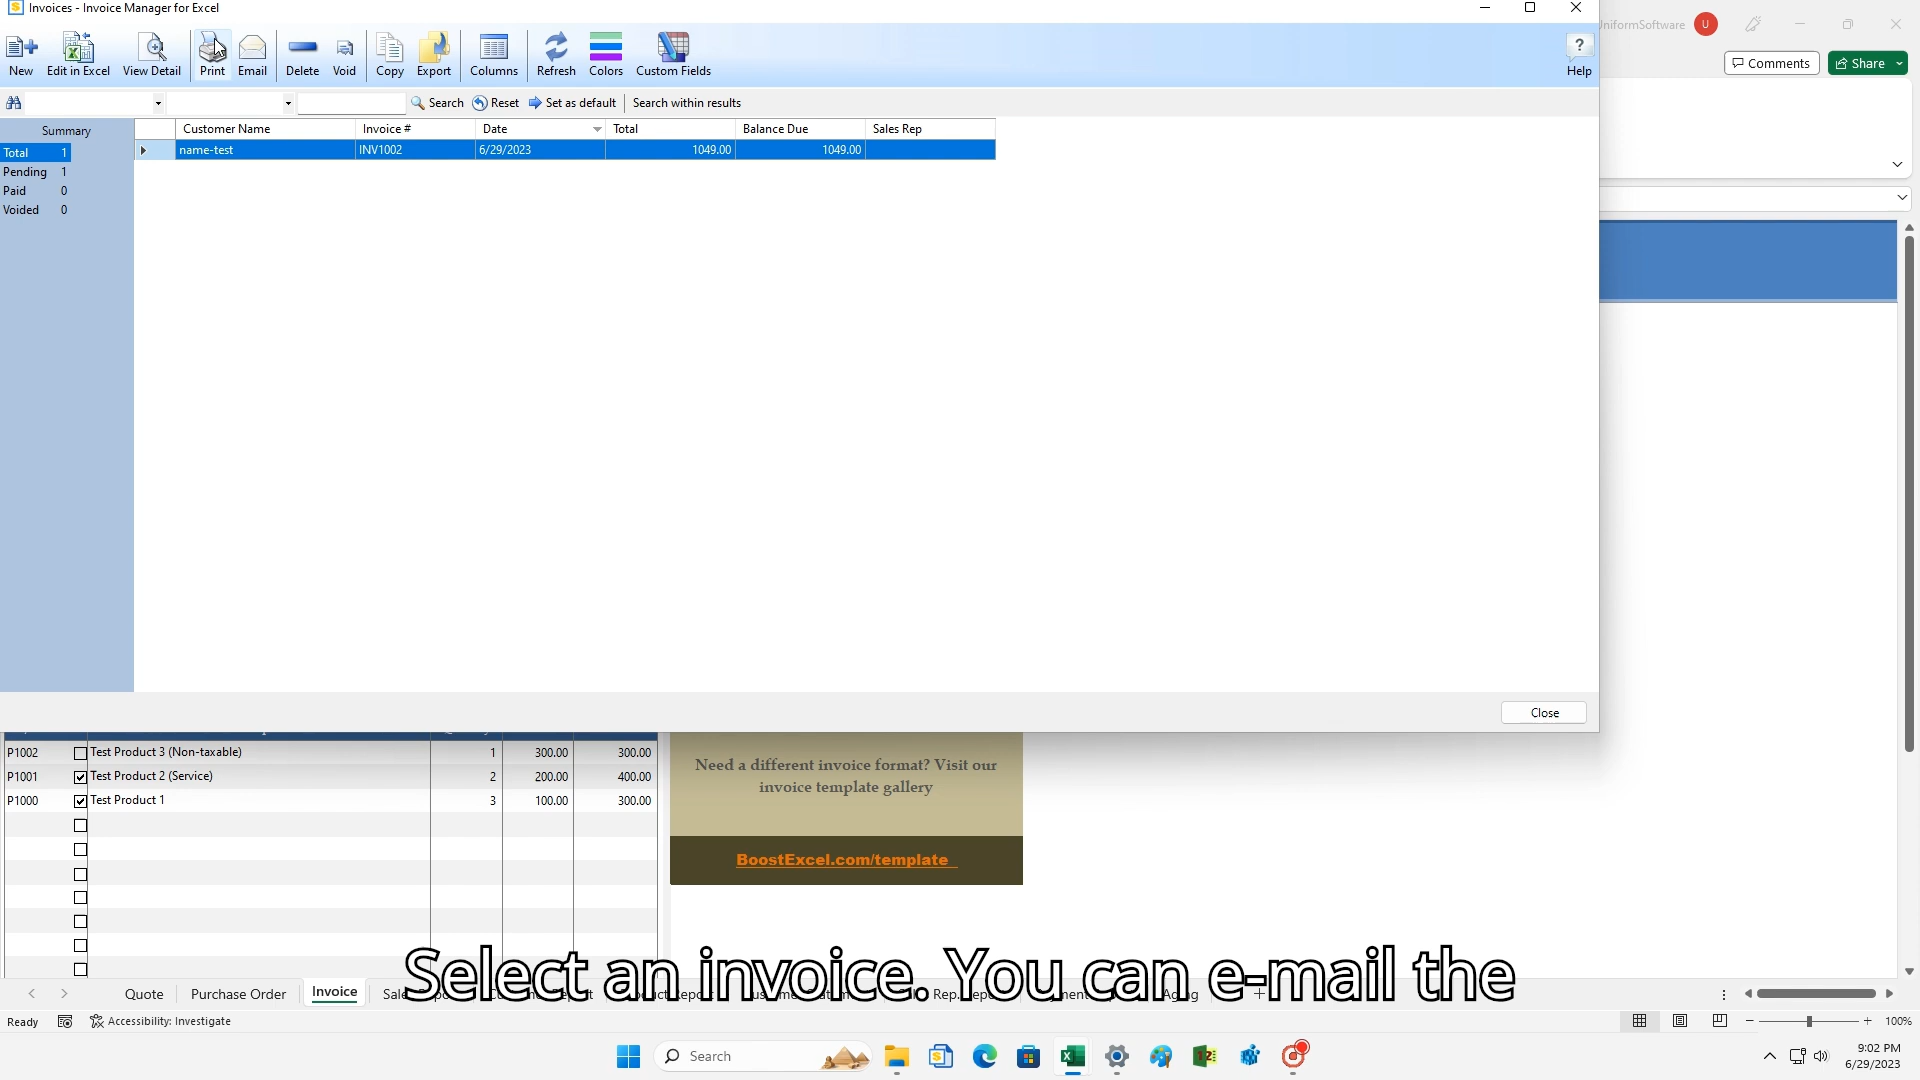 Invoices - Invoice Manager for Excel
UniformSoftware U
New Edit in Excel View Detail Print Email Delete Void Copy Export Columns Refresh Colors Custom Fields Help
Comments Share
Search Reset Set as default Search within results
Summary
Total 1
Pending 1
Paid 0
Voided 0
Customer Name Invoice # Date Total Balance Due Sales Rep
name-test INV1002 6/29/2023 1049.00 1049.00
Close
P1002 Test Product 3 (Non-taxable) 1 300.00 300.00
P1001 Test Product 2 (Service) 2 200.00 400.00
P1000 Test Product 1 3 100.00 300.00
Need a different invoice format? Visit our
invoice template gallery
BoostExcel.com/template
Select an invoice. You can e-mail the
Quote Purchase Order Invoice
Ready Accessibility: Investigate 100%
Search
9:02 PM
6/29/2023